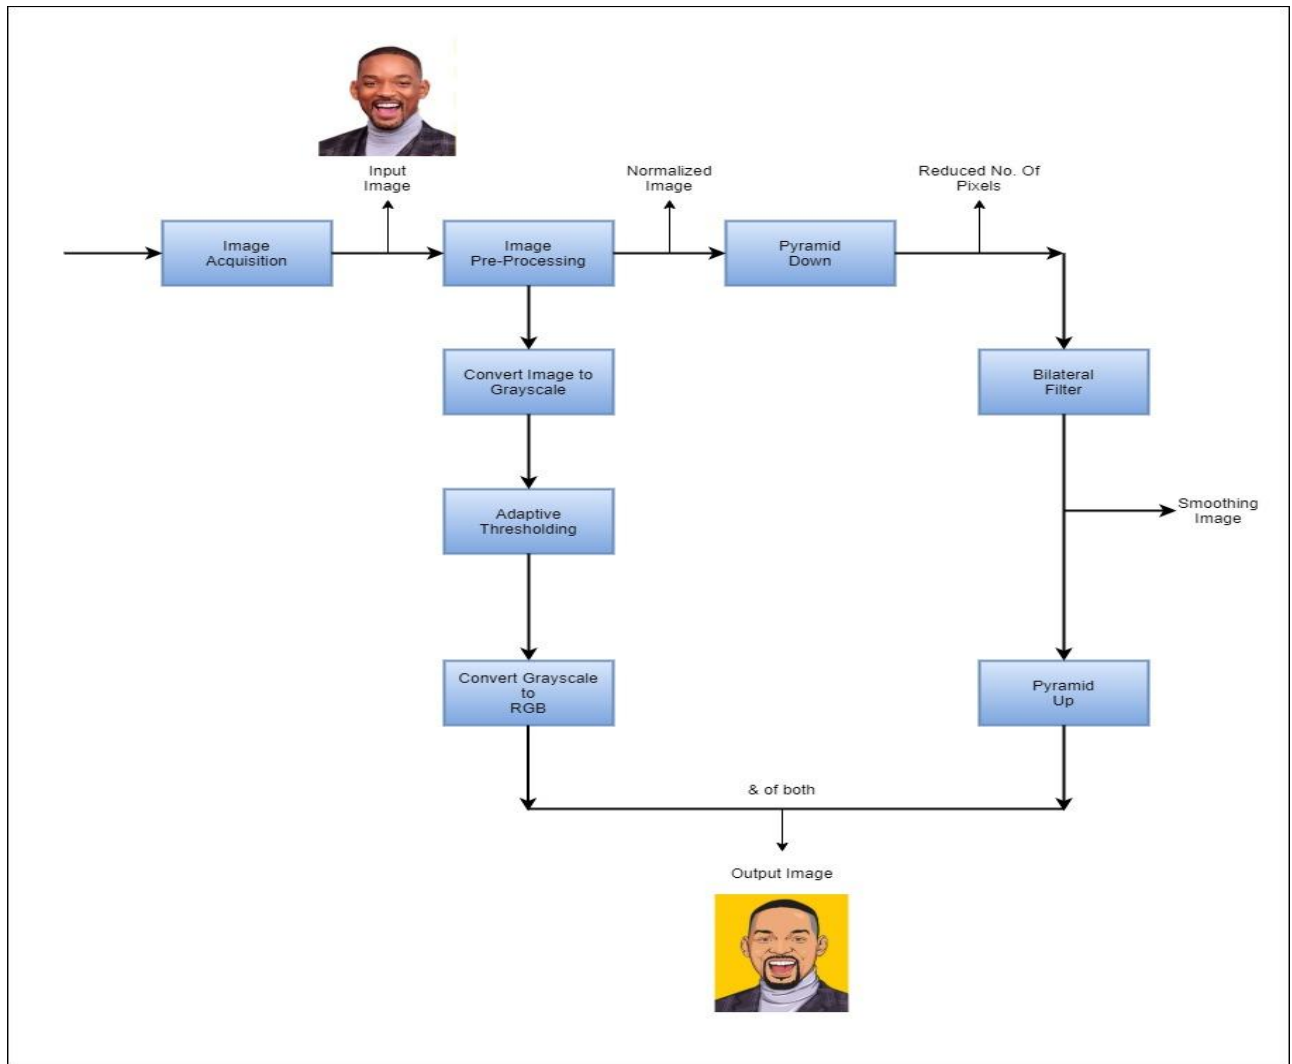 Input
Image
Normalized
Image
Reduced No. Of
Pixels
Image
Acquisition
Image
Pre-Processing
Pyramid
Down
Convert Image to
Grayscale
Bilateral
Filter
Adaptive
Thresholding
Smoothing
Image
Convert Grayscale
to
RGB
Pyramid
Up
& of both
Output Image